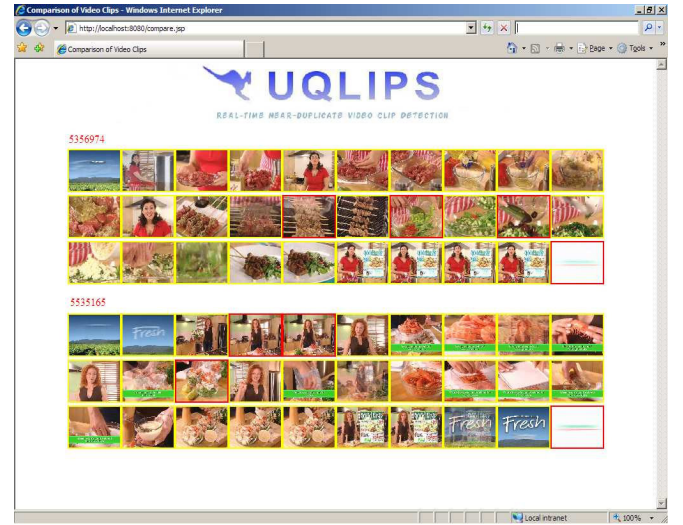 Comparison of Video Clips - Windows Internet Explorer
http://localhost:8080/compare.jsp
Comparison of Video Clips
Page
Tools
UQLIPS
REAL-TIME NEAR-DUPLICATE VIDEO CLIP DETECTION
5356974
5535165
Fresh
Fresh
Fresh
Local intranet
100%